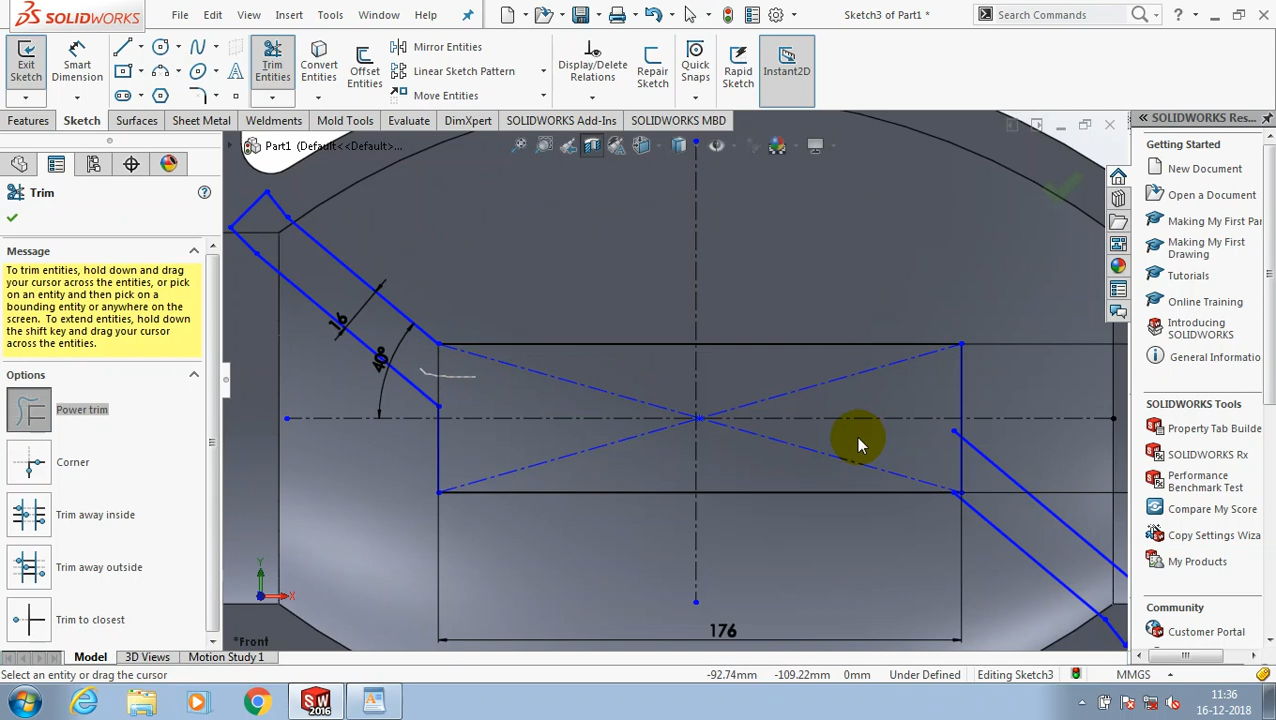 SOLIDWORKS
File Edit View Insert Tools Window Help
Sketch3 of Part1 *
Search Commands
Exit Sketch
Smart Dimension
Trim Entities
Convert Entities
Offset Entities
Mirror Entities
Linear Sketch Pattern
Move Entities
Display/Delete Relations
Repair Sketch
Quick Snaps
Rapid Sketch
Instant2D
Features Sketch Surfaces Sheet Metal Weldments Mold Tools Evaluate DimXpert SOLIDWORKS Add-Ins SOLIDWORKS MBD
SOLIDWORKS Res...
Part1 (Default<<Default>...
Trim
Message
To trim entities, hold down and drag
your cursor across the entities, or pick
on an entity and then pick on a
bounding entity or anywhere on the
screen. To extend entities, hold
down the shift key and drag your cursor
across the entities.
Options
Power trim
Corner
Trim away inside
Trim away outside
Trim to closest
16
40°
176
Y
X
*Front
Getting Started
New Document
Open a Document
Making My First Par
Making My First Drawing
Tutorials
Online Training
Introducing SOLIDWORKS
General Informatio
SOLIDWORKS Tools
Property Tab Builde
SOLIDWORKS Rx
Performance Benchmark Test
Compare My Score
Copy Settings Wiza
My Products
Community
Customer Portal
Model 3D Views Motion Study 1
Select an entity or drag the cursor
-92.74mm -109.22mm 0mm Under Defined Editing Sketch3 MMGS
SW 2016
11:36
16-12-2018